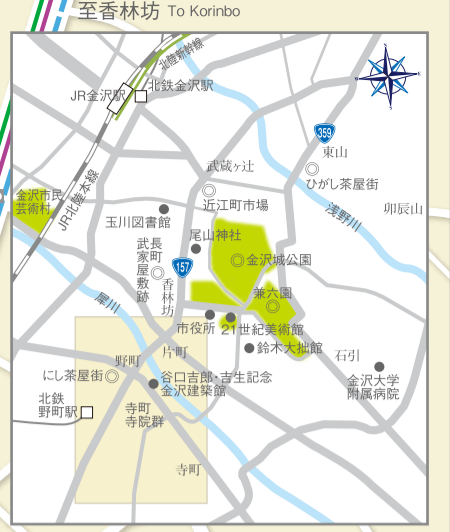 至香林坊 To Korinbo
北陸新幹線
北鉄金沢駅
JR金沢駅
359
東山
武蔵ヶ辻
ひがし茶屋街
金沢市民
芸術村
JR北陸本線
近江町市場
浅野川
卯辰山
玉川図書館
尾山神社
長町
武家屋敷跡
157
金沢城公園
香林坊
兼六園
犀川
市役所
21世紀美術館
片町
鈴木大拙館
石引
野町
にし茶屋街
谷口吉郎・吉生記念
金沢建築館
金沢大学
附属病院
北鉄
野町駅
寺町
寺院群
寺町